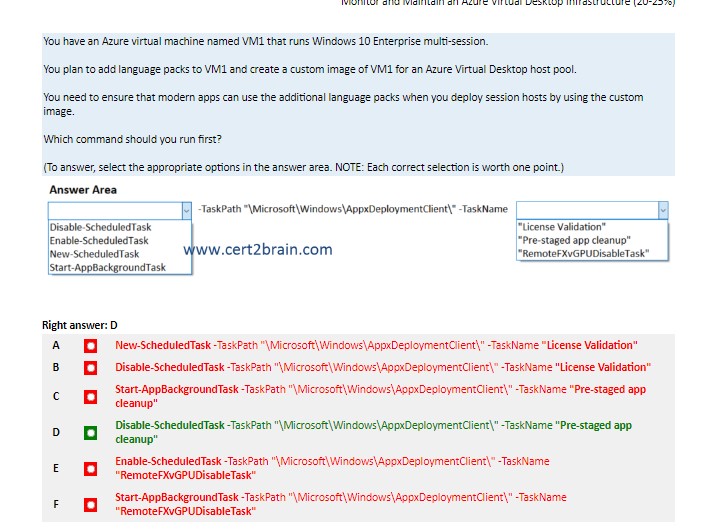 Monitor and Maintain an Azure Virtual Desktop Infrastructure (20-25%)
You have an Azure virtual machine named VM1 that runs Windows 10 Enterprise multi-session.
You plan to add language packs to VM1 and create a custom image of VM1 for an Azure Virtual Desktop host pool.
You need to ensure that modern apps can use the additional language packs when you deploy session hosts by using the custom
image.
Which command should you run first?
(To answer, select the appropriate options in the answer area. NOTE: Each correct selection is worth one point.)
Answer Area
-TaskPath "\Microsoft\Windows\AppxDeploymentClient\" -TaskName
Disable-ScheduledTask
Enable-ScheduledTask
New-ScheduledTask
Start-AppBackgroundTask
www.cert2brain.com
"License Validation"
"Pre-staged app cleanup"
"RemoteFXvGPUDisableTask"
Right answer: D
A New-ScheduledTask -TaskPath "\Microsoft\Windows\AppxDeploymentClient\" -TaskName "License Validation"
B Disable-ScheduledTask -TaskPath "\Microsoft\Windows\AppxDeploymentClient\" -TaskName "License Validation"
C Start-AppBackgroundTask -TaskPath "\Microsoft\Windows\AppxDeploymentClient\" -TaskName "Pre-staged app
cleanup"
D Disable-ScheduledTask -TaskPath "\Microsoft\Windows\AppxDeploymentClient\" -TaskName "Pre-staged app
cleanup"
E Enable-ScheduledTask -TaskPath "\Microsoft\Windows\AppxDeploymentClient\" -TaskName
"RemoteFXvGPUDisableTask"
F Start-AppBackgroundTask -TaskPath "\Microsoft\Windows\AppxDeploymentClient\" -TaskName
"RemoteFXvGPUDisableTask"